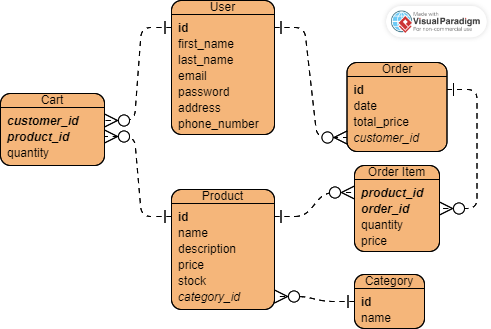 User
id
first_name
last_name
email
password
address
phone_number
Made with
Visual Paradigm
For non-commercial use
Order
id
date
total_price
customer_id
Cart
customer_id
product_id
quantity
Order Item
product_id
order_id
quantity
price
Product
id
name
description
price
stock
category_id
Category
id
name